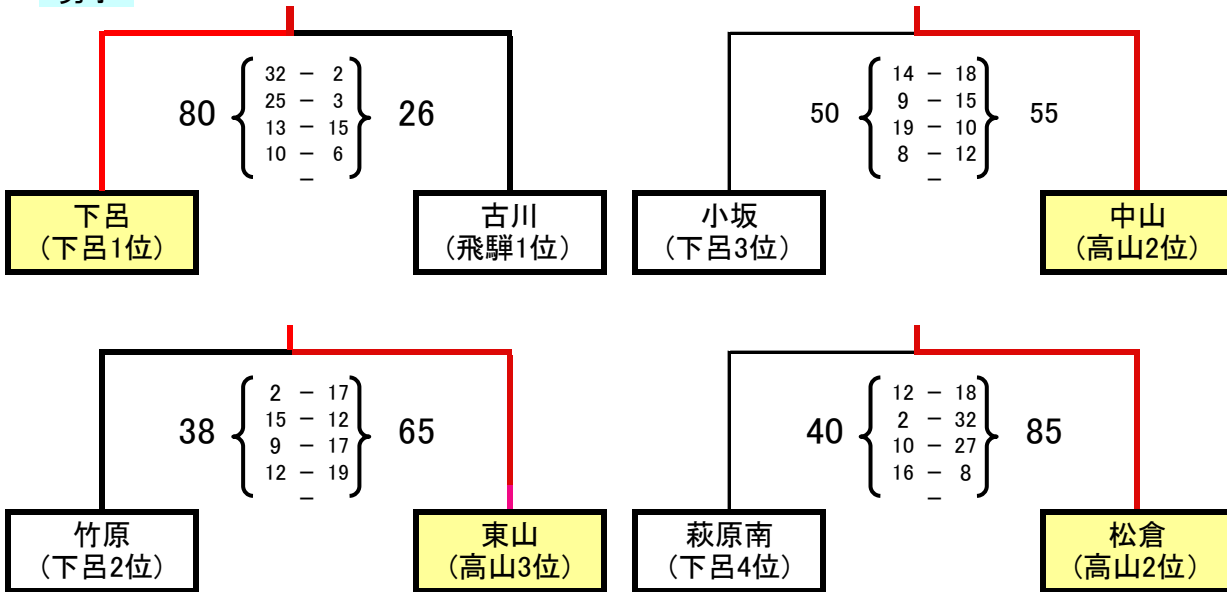 32 － 2
14 － 18
25 － 3
9 － 15
80
26
50
55
13 － 15
19 － 10
10 － 6
8 － 12
－
－
下呂
(下呂1位)
古川
(飛騨1位)
小坂
(下呂3位)
中山
(高山2位)
2 － 17
12 － 18
15 － 12
2 － 32
38
65
40
85
9 － 17
10 － 27
12 － 19
16 － 8
－
－
竹原
(下呂2位)
東山
(高山3位)
萩原南
(下呂4位)
松倉
(高山2位)